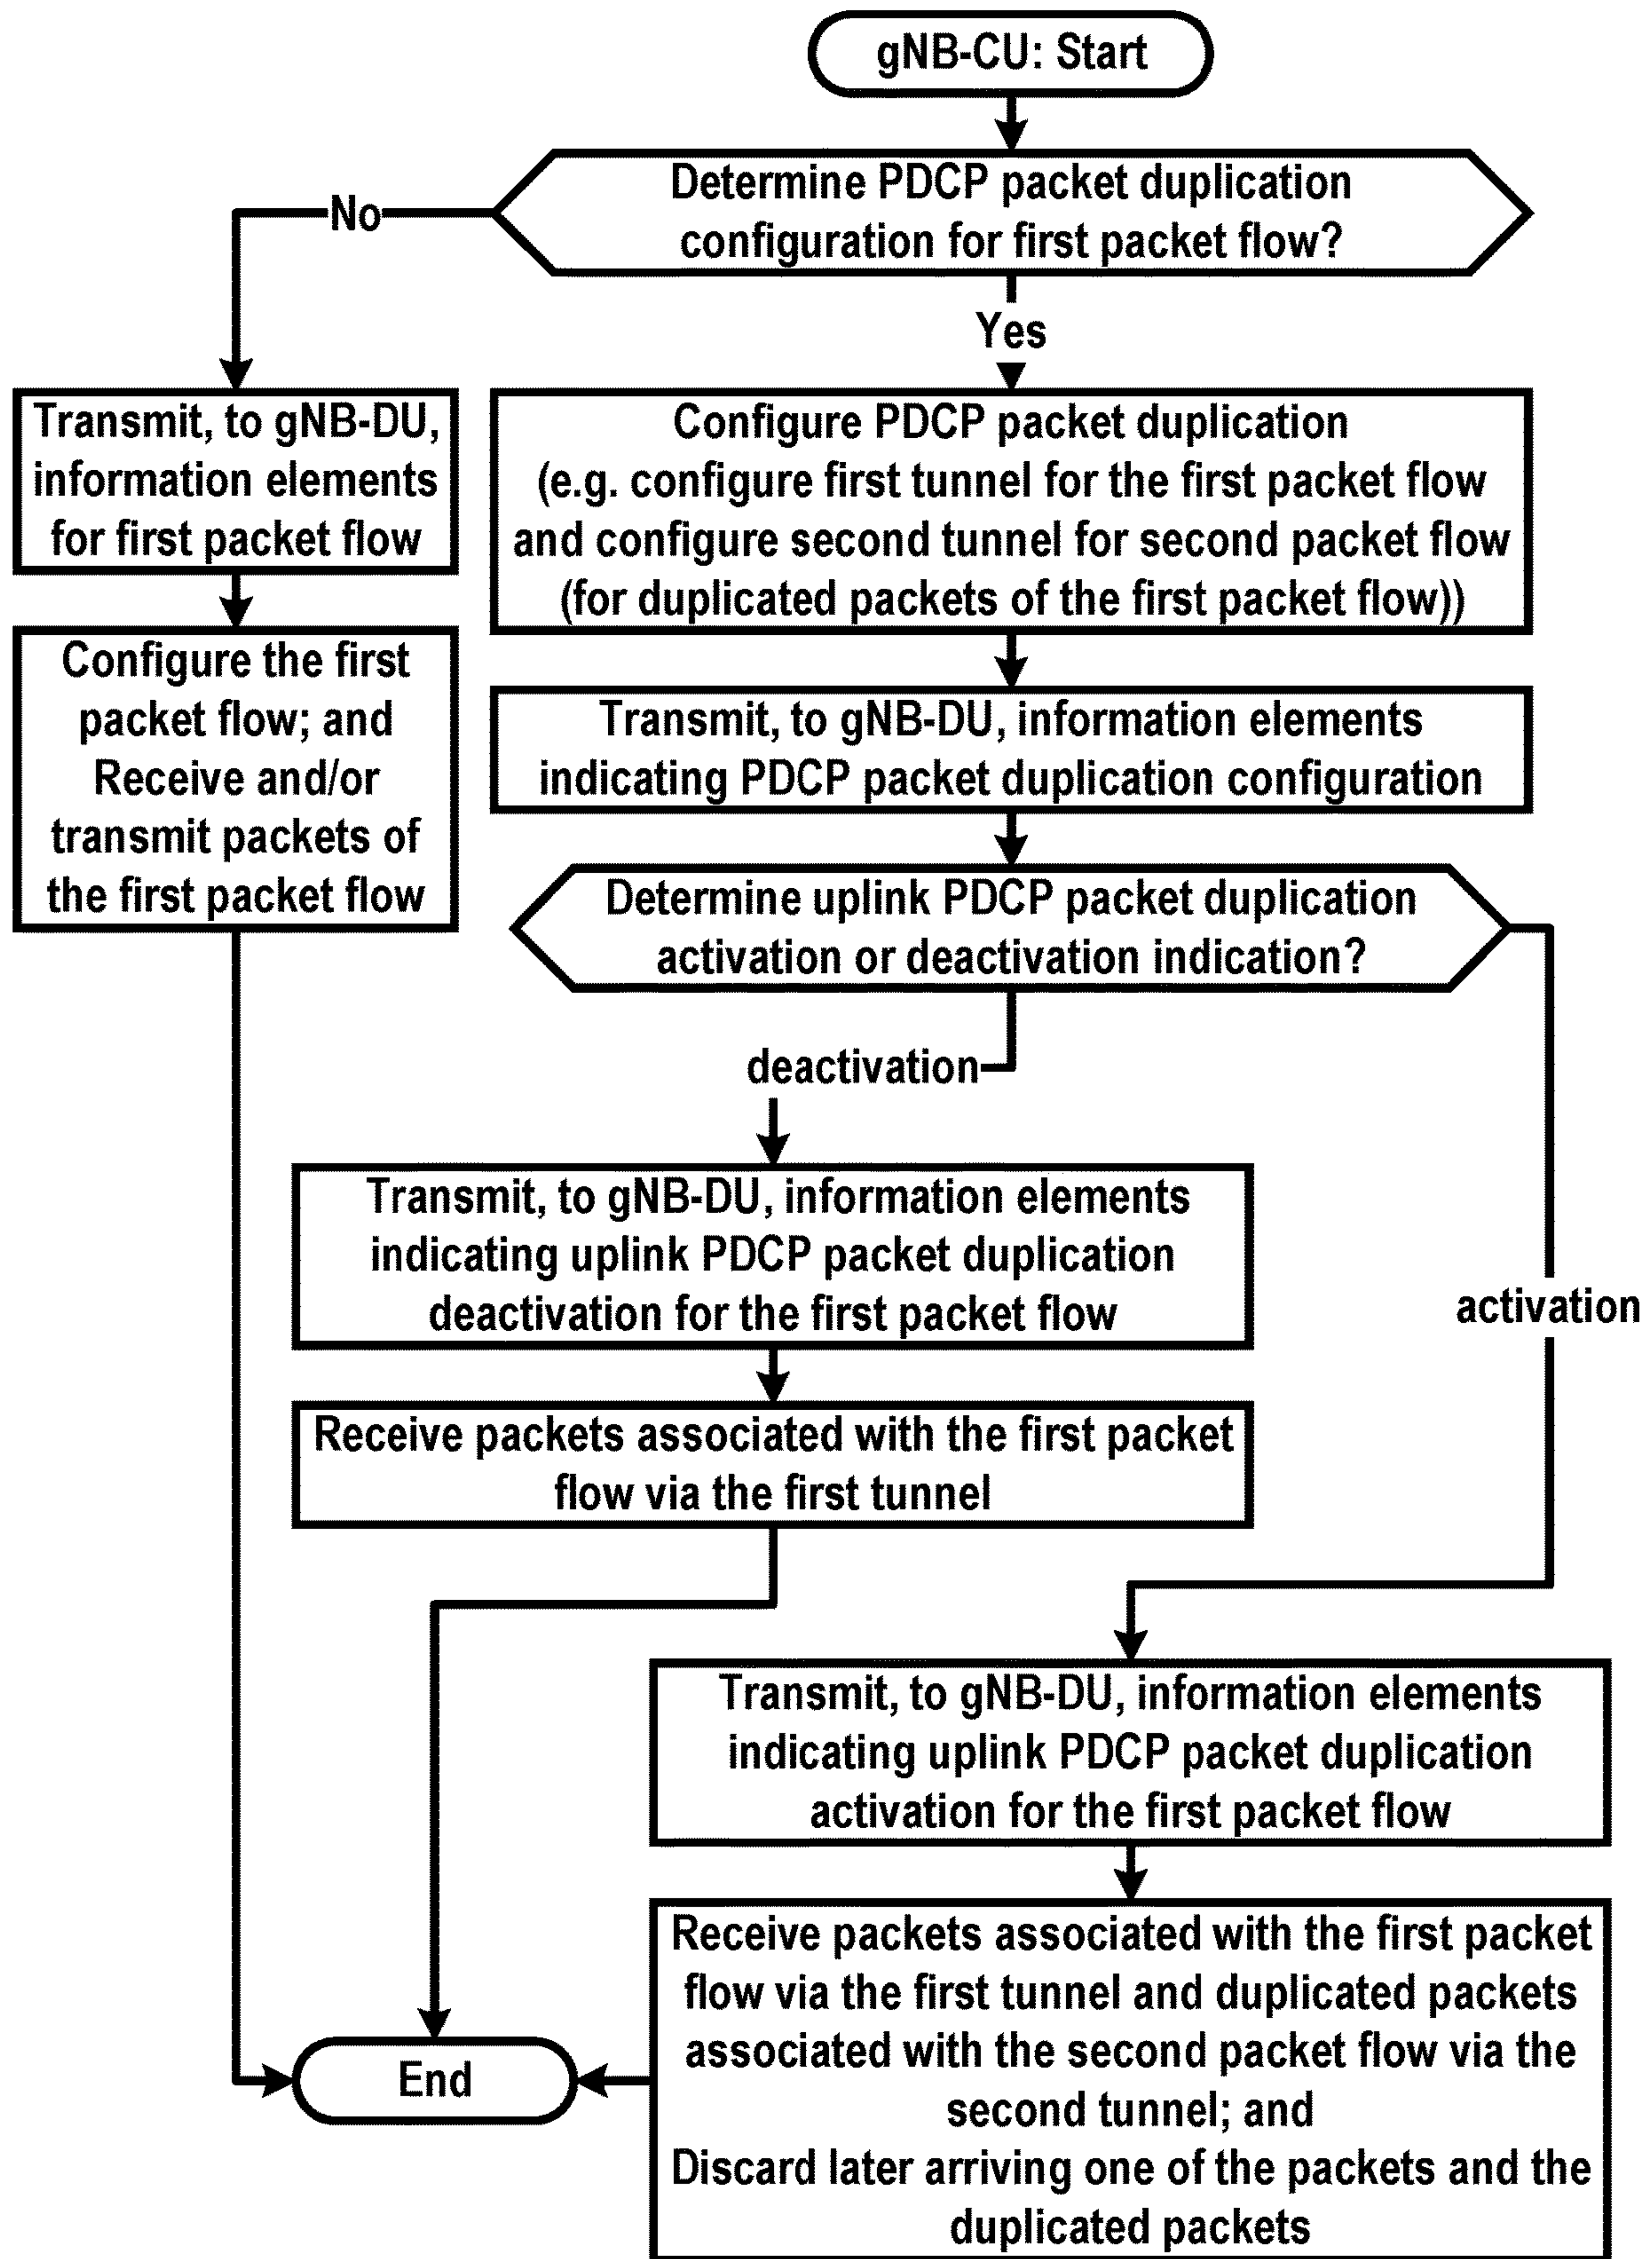 gNB-CU: Start
Determine PDCP packet duplication
configuration for first packet flow?
No
Yes
Transmit, to gNB-DU,
information elements
for first packet flow
Configure PDCP packet duplication
(e.g. configure first tunnel for the first packet flow
and configure second tunnel for second packet flow
(for duplicated packets of the first packet flow))
Configure the first
packet flow; and
Receive and/or
transmit packets of
the first packet flow
Transmit, to gNB-DU, information elements
indicating PDCP packet duplication configuration
Determine uplink PDCP packet duplication
activation or deactivation indication?
deactivation
Transmit, to gNB-DU, information elements
indicating uplink PDCP packet duplication
deactivation for the first packet flow
activation
Receive packets associated with the first packet
flow via the first tunnel
Transmit, to gNB-DU, information elements
indicating uplink PDCP packet duplication
activation for the first packet flow
Receive packets associated with the first packet
flow via the first tunnel and duplicated packets
associated with the second packet flow via the
second tunnel; and
Discard later arriving one of the packets and the
duplicated packets
End